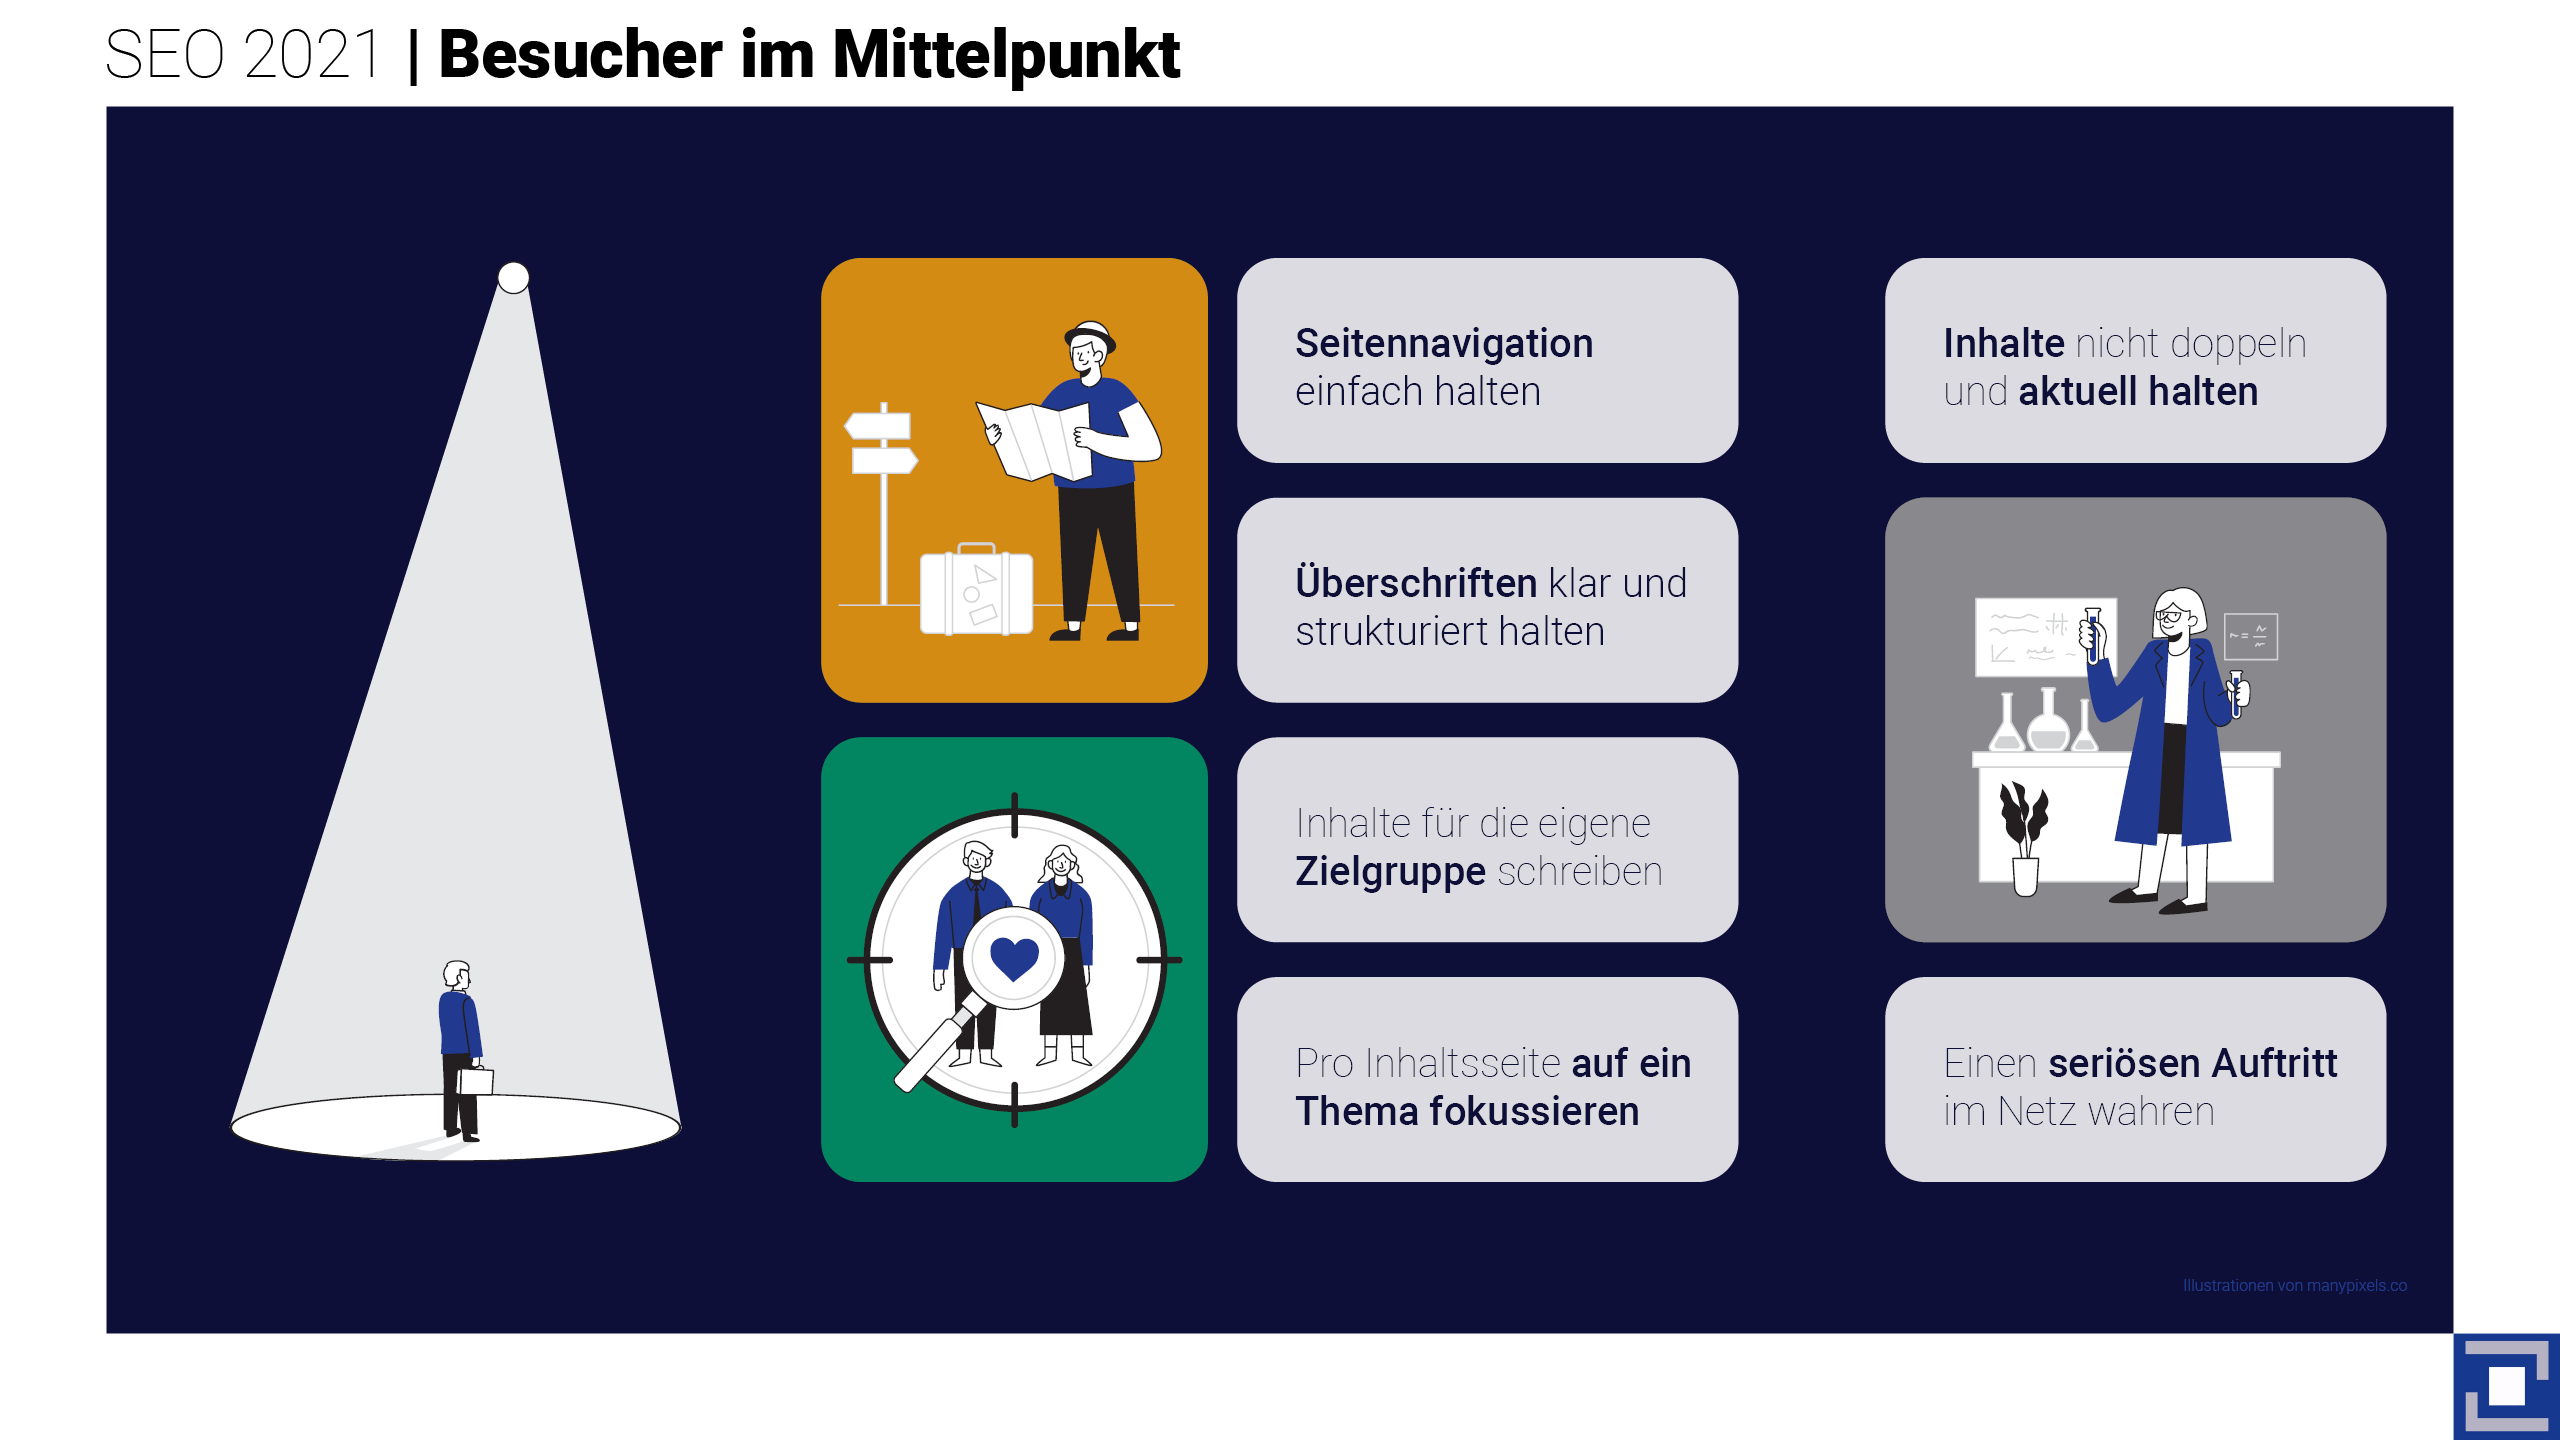 SEO 2021 | Besucher im Mittelpunkt
Seitennavigation
einfach halten
Überschriften klar und
strukturiert halten
Inhalte für die eigene
Zielgruppe schreiben
Pro Inhaltsseite auf ein
Thema fokussieren
Inhalte nicht doppeln
und aktuell halten
Einen seriösen Auftritt
im Netz wahren
Illustrationen von manypixels.co